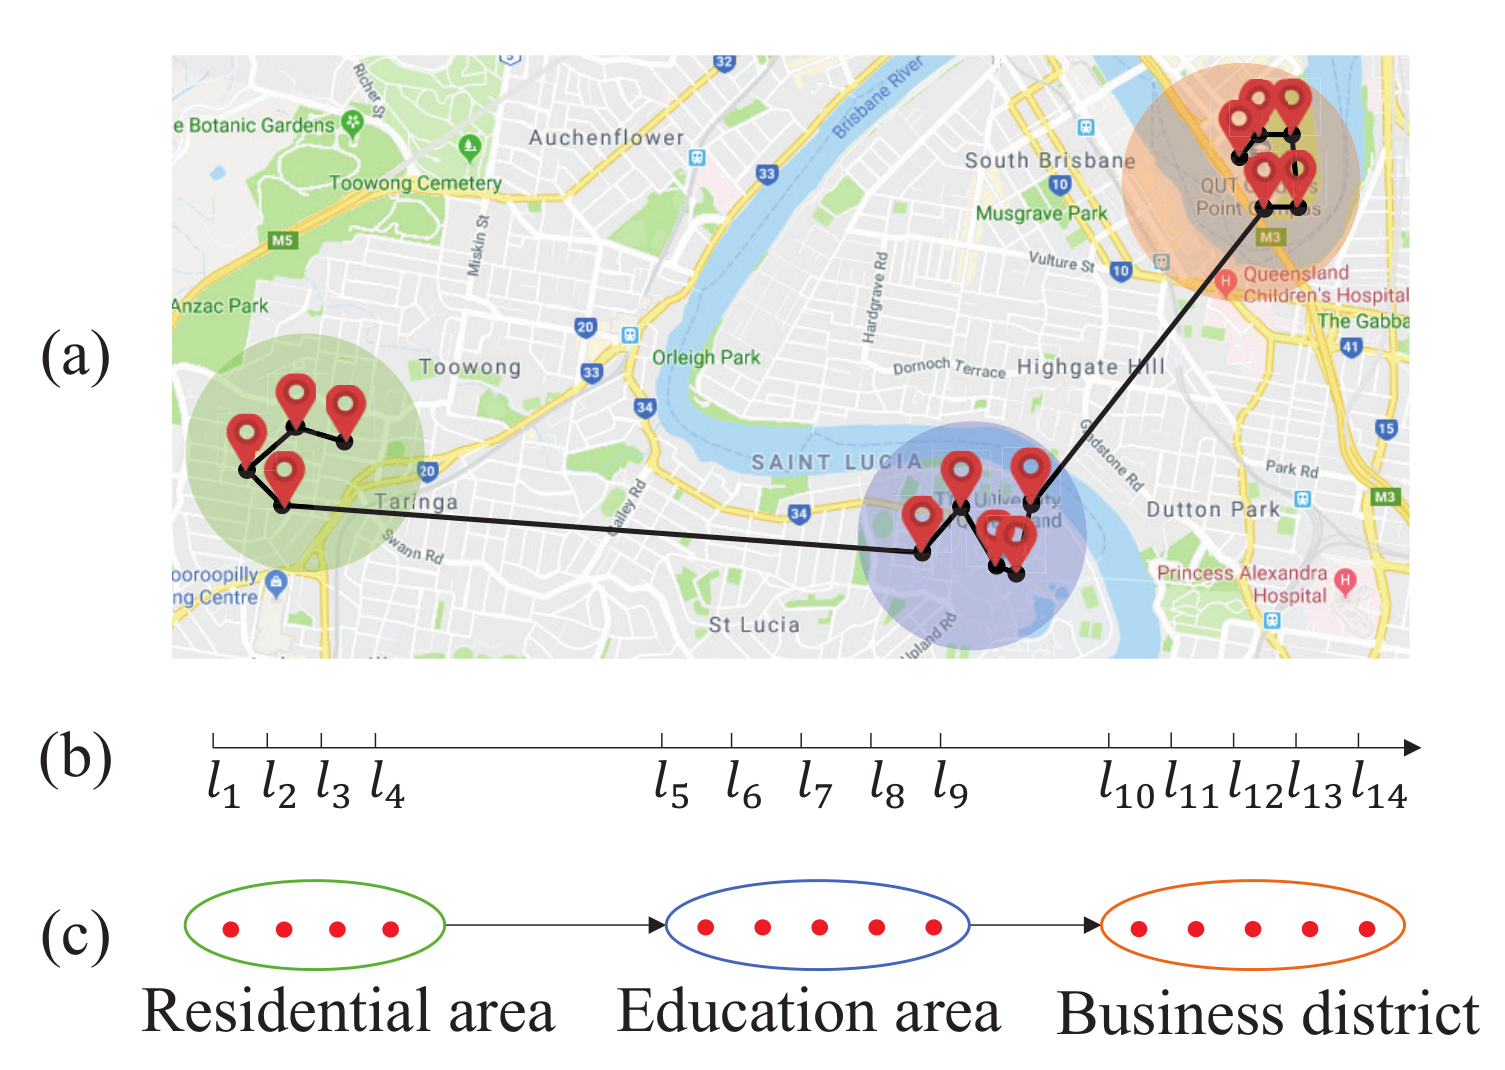 (a)
5
32
Richer St
Brisbane River
e Botanic Gardens
Auchenflower
South Brisbane
33
Toowong Cemetery
10
QUT
Point
Musgrave Park
M5
Miskin St
M3
Vulture St
10
Hardgrave Rd
Queensland
Children's Hospital
Anzac Park
20
The Gabba
41
Orleigh Park
Toowong
33
Dornoch Terrace
Highgate Hill
34
15
Gladstone Rd
SAINT LUCIA
20
Park Rd
M3
Taringa
34
Dutton Park
Swann Rd
ooroopilly
ng Centre
Princess Alexandra
Hospital
St Lucia
Upland Rd
(b)
l1 l2 l3 l4 l5 l6 l7 l8 l9 l10 l11 l12 l13 l14
(c)
Residential area
Education area
Business district